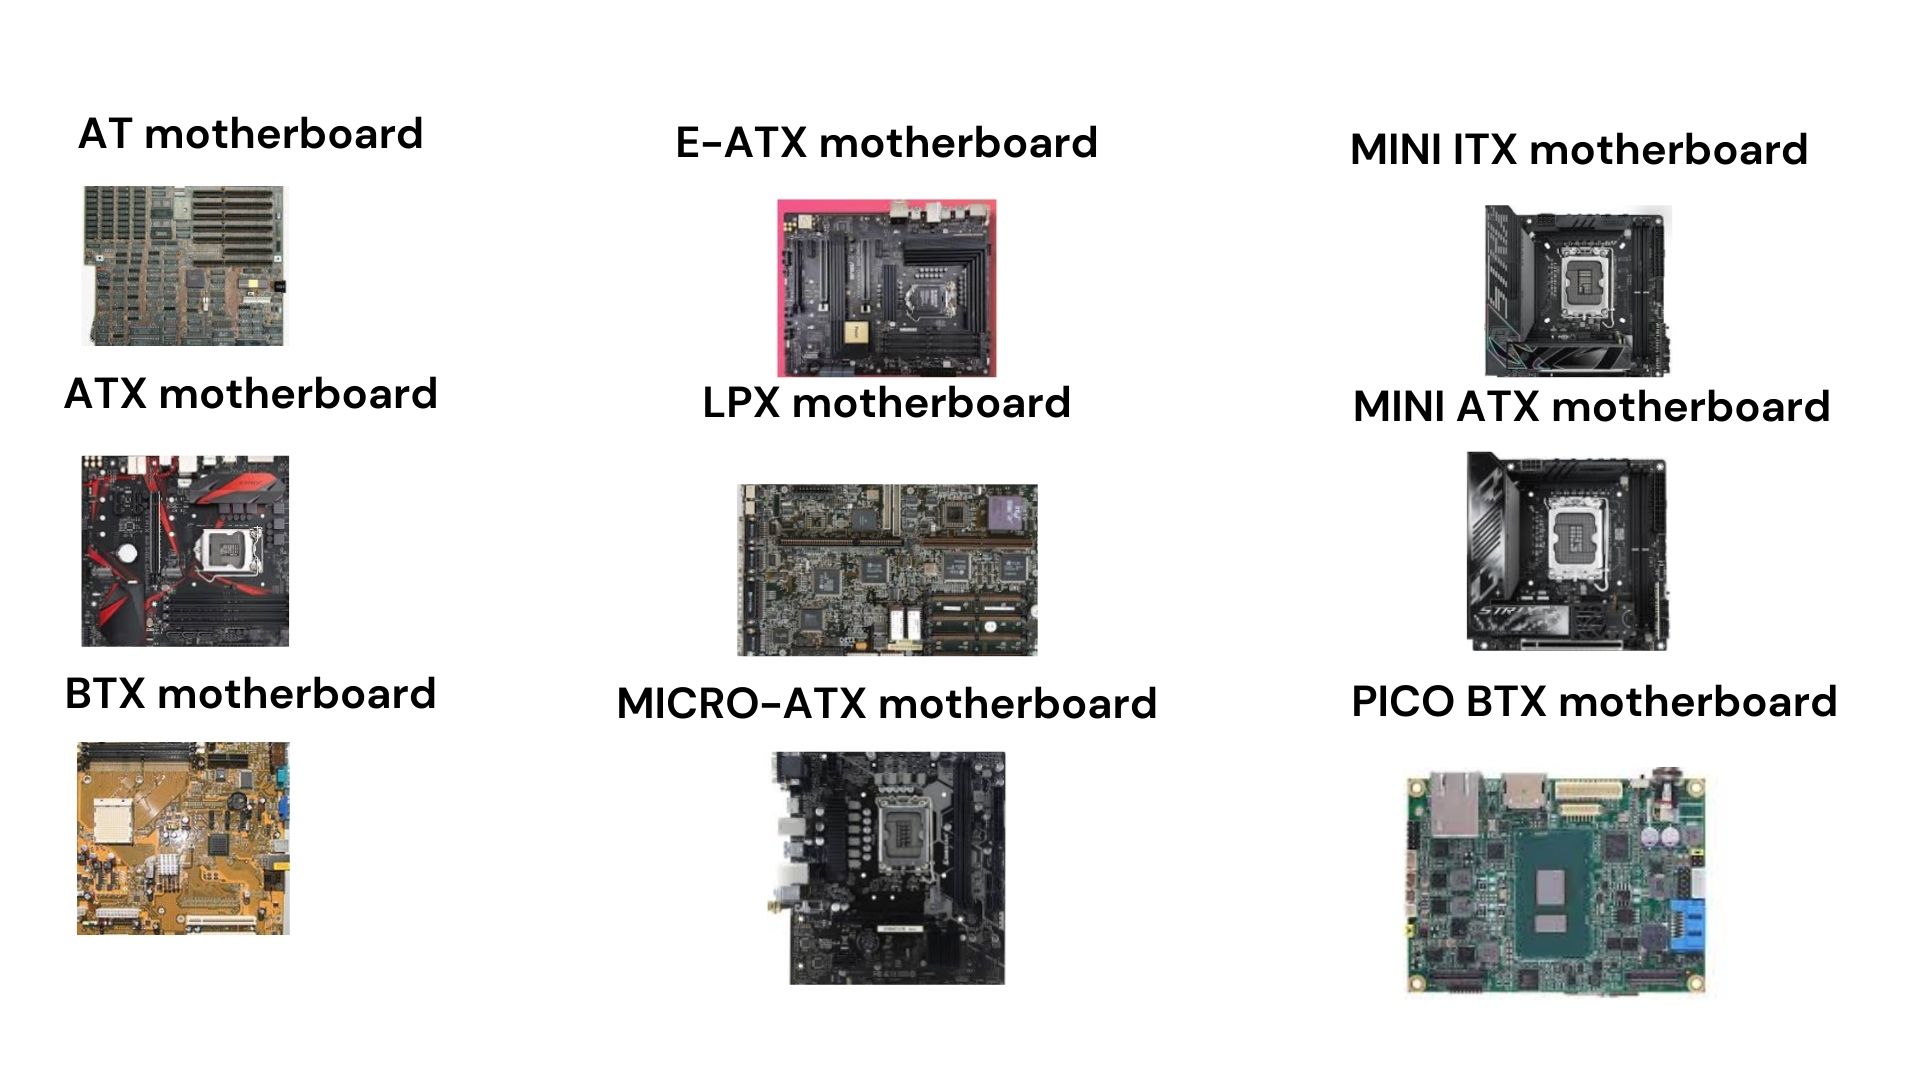 AT motherboard
E-ATX motherboard
MINI ITX motherboard
ATX motherboard
LPX motherboard
MINI ATX motherboard
STRIX
BTX motherboard
MICRO-ATX motherboard
PICO BTX motherboard